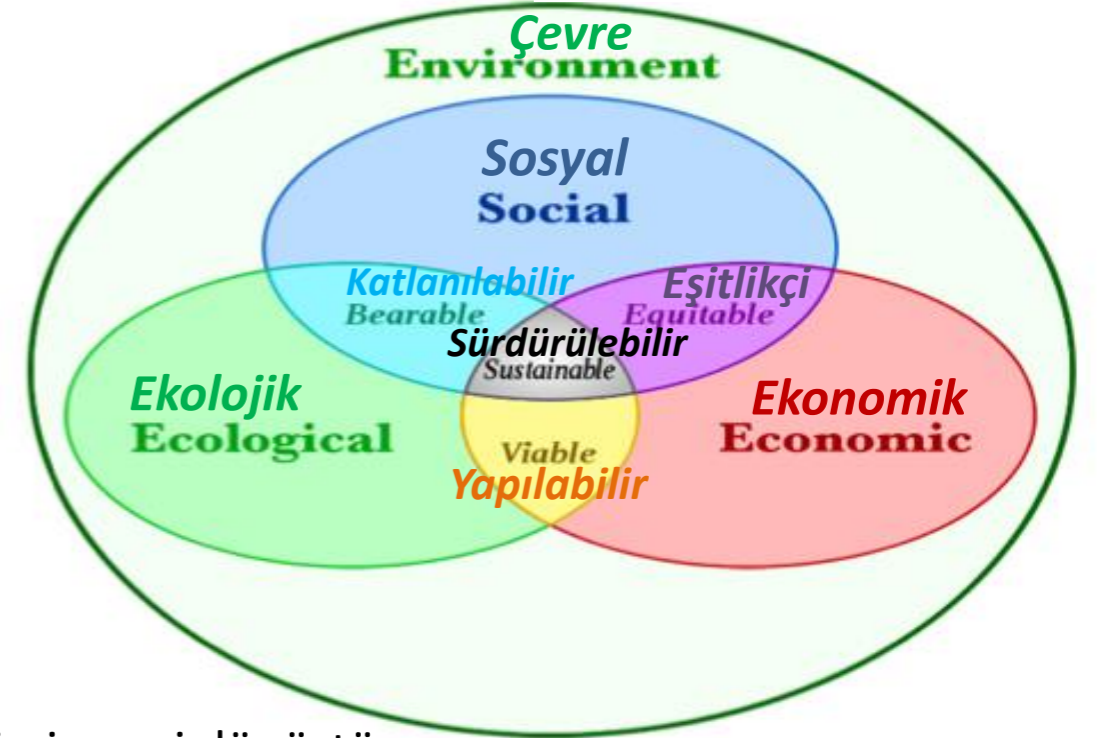 Çevre
Environment
Sosyal
Social
Katlanılabilir
Bearable
Eşitlikçi
Equitable
Sürdürülebilir
Sustainable
Ekolojik
Ecological
Ekonomik
Economic
Viable
Yapılabilir